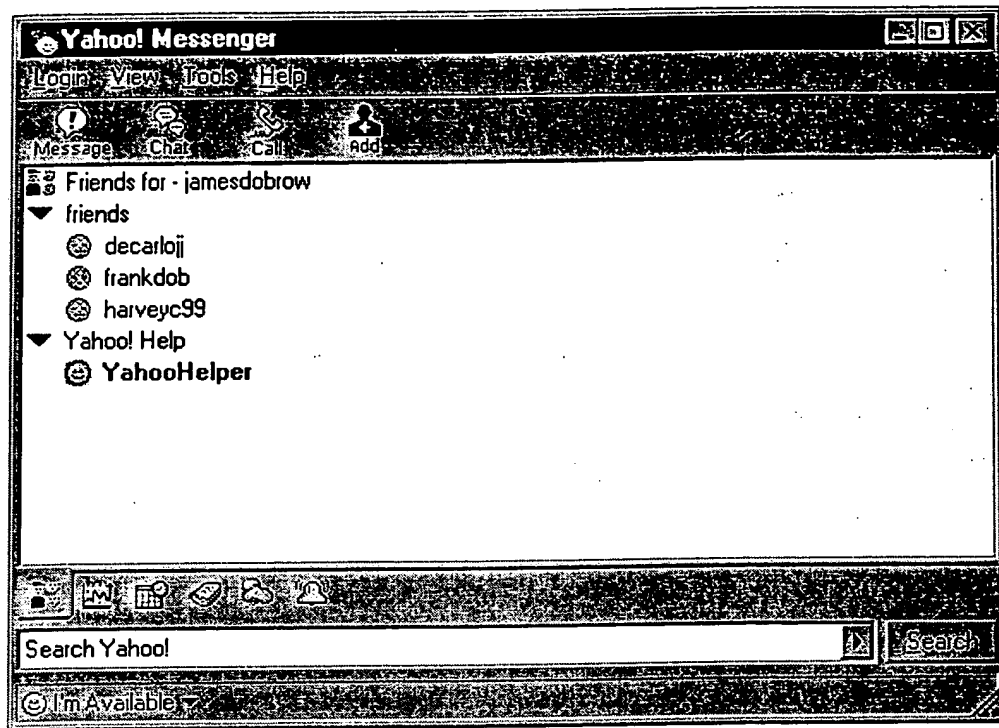 Yahoo! Messenger
Login View Tools Help
Message Chat Call Add
Friends for - jamesdobrow
friends
decarlojj
frankdob
harveyc99
Yahoo! Help
YahooHelper
Search Yahoo!
Search
I'm Available